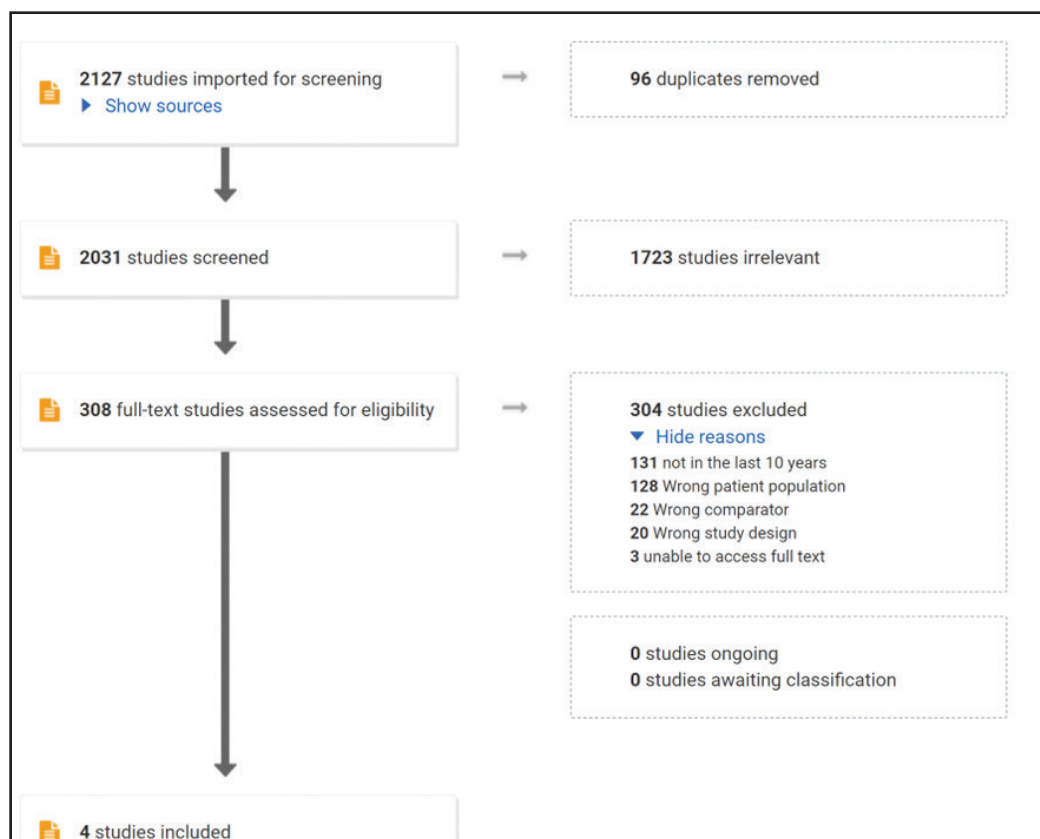 2127 studies imported for screening
Show sources
96 duplicates removed
2031 studies screened
1723 studies irrelevant
308 full-text studies assessed for eligibility
304 studies excluded
Hide reasons
131 not in the last 10 years
128 Wrong patient population
22 Wrong comparator
20 Wrong study design
3 unable to access full text
0 studies ongoing
0 studies awaiting classification
4 studies included